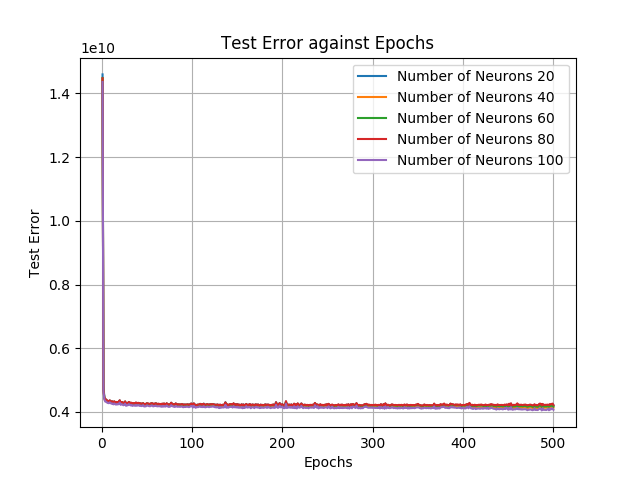 Test Error against Epochs
1e10
Number of Neurons 20
Number of Neurons 40
Number of Neurons 60
Number of Neurons 80
Number of Neurons 100
1.4
1.2
1.0
0.8
0.6
0.4
Test Error
0 100 200 300 400 500
Epochs